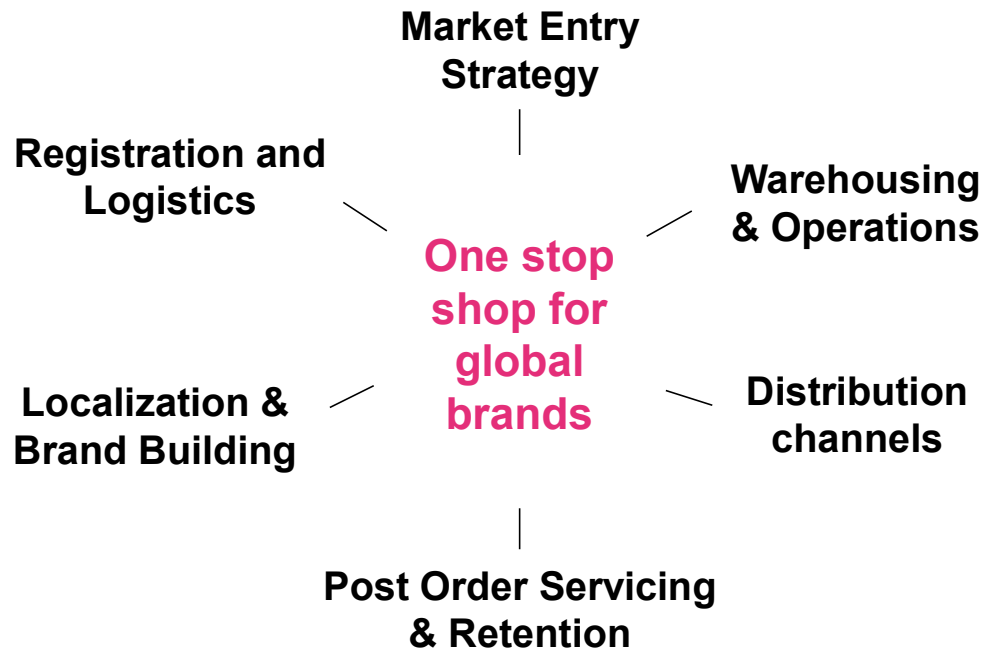 Market Entry
Strategy
Registration and
Logistics
Warehousing
& Operations
One stop
shop for
global
brands
Localization &
Brand Building
Distribution
channels
Post Order Servicing
& Retention